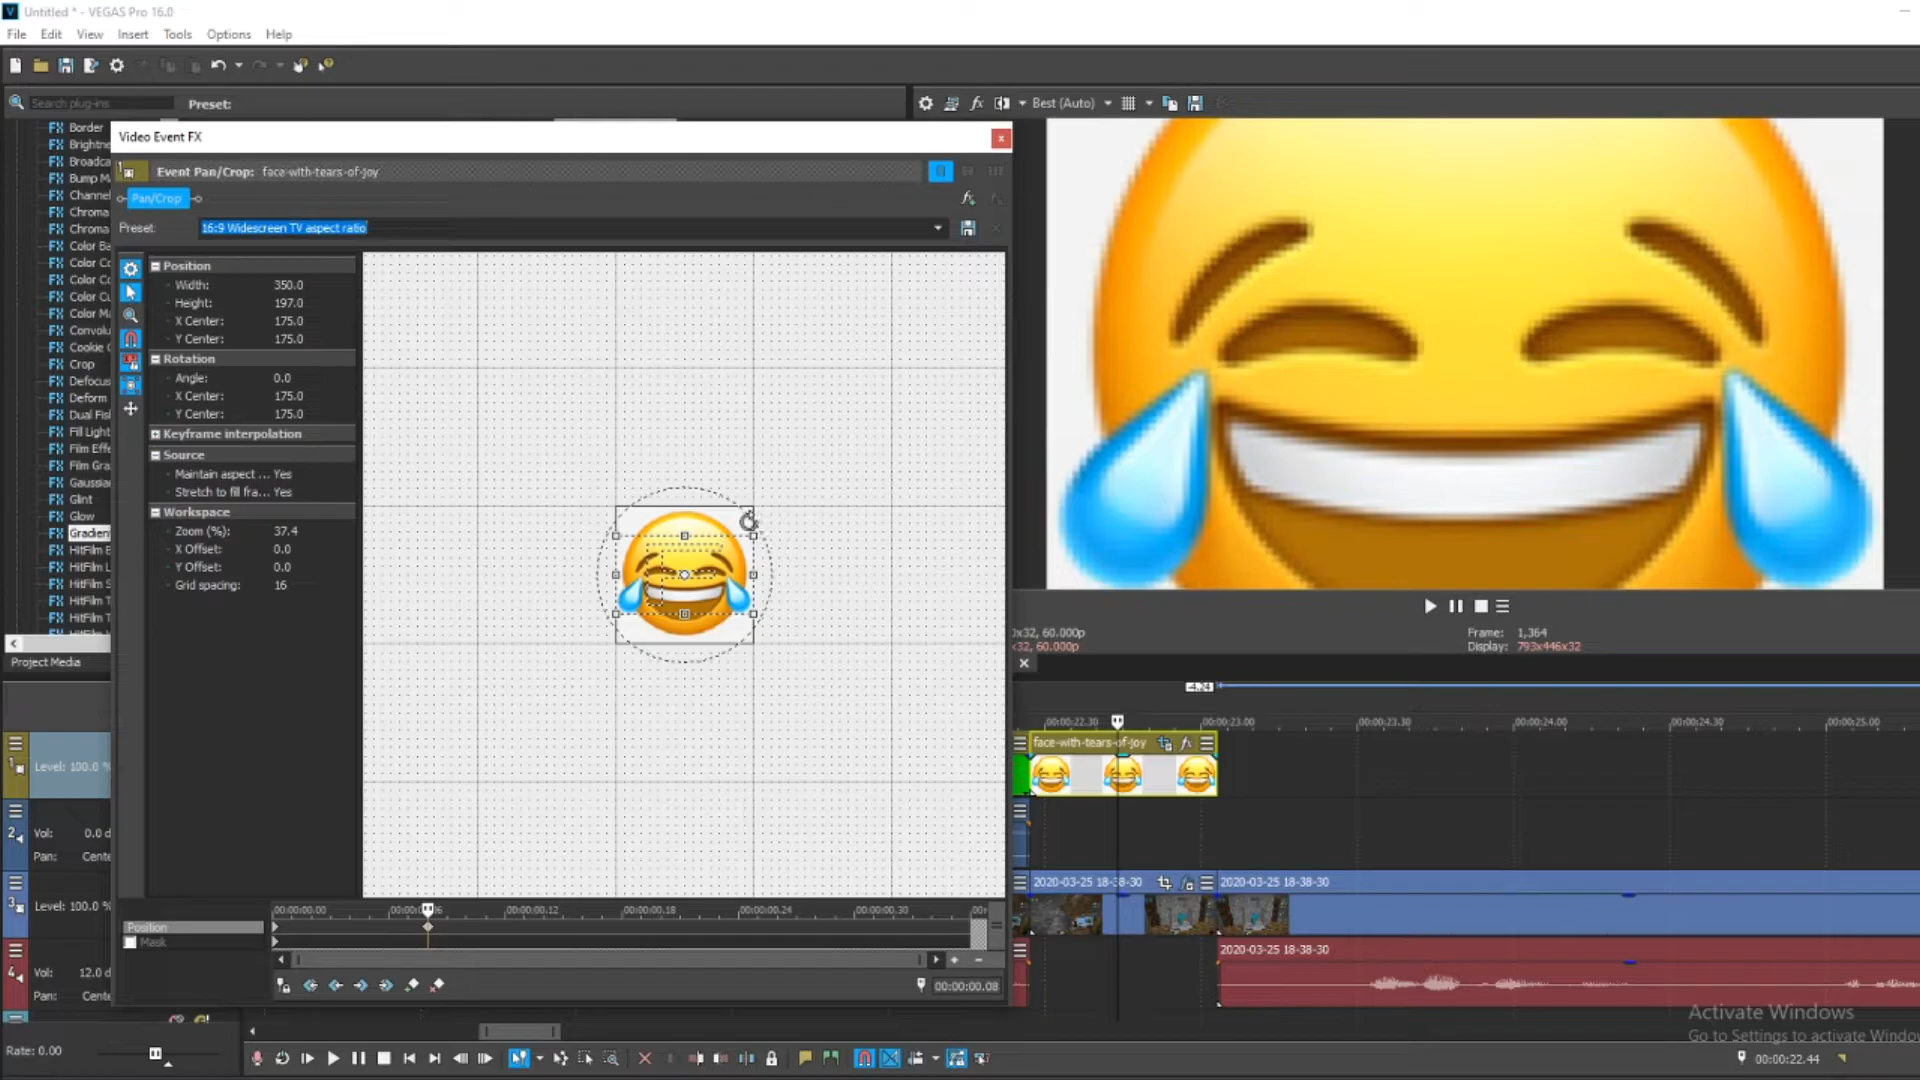 Untitled * - VEGAS Pro 16.0
File Edit View Insert Tools Options Help
Search plug-ins Preset:
Best (Auto)
FX Border
FX Brightne
FX Broadca
FX Bump M
FX Channel
FX Chroma
FX Chroma
FX Color Ba
FX Color Cc
FX Color Cc
FX Color Cu
FX Color Ma
FX Convolu
FX Cookie C
FX Crop
FX Defocus
FX Deform
FX Dual Fis
FX Fill Light
FX Film Effe
FX Film Gra
FX Gaussia
FX Glint
FX Glow
FX Gradien
FX HitFilm B
FX HitFilm L
FX HitFilm S
FX HitFilm T
FX HitFilm T
Project Media
Video Event FX
Event Pan/Crop: face-with-tears-of-joy
Pan/Crop
Preset: 16:9 Widescreen TV aspect ratio
Position
Width: 350.0
Height: 197.0
X Center: 175.0
Y Center: 175.0
Rotation
Angle: 0.0
X Center: 175.0
Y Center: 175.0
Keyframe interpolation
Source
Maintain aspect ... Yes
Stretch to fill fra... Yes
Workspace
Zoom (%): 37.4
X Offset: 0.0
Y Offset: 0.0
Grid spacing: 16
00:00:00.00 00:00:00.12 00:00:00.18 00:00:00.24 00:00:00.30
Position
Mask
00:00:00.08
0x32, 60.000p
x32, 60.000p
Frame: 1,364
Display: 793x446x32
-4.24
00:00:22.30 00:00:23.00 00:00:23.30 00:00:24.00 00:00:24.30 00:00:25.00
face-with-tears-of-joy fx
2020-03-25 18-38-30 2020-03-25 18-38-30
2020-03-25 18-38-30
1 Level: 100.0 %
2 Vol: 0.0 d
Pan: Cente
3 Level: 100.0 %
4 Vol: 12.0 d
Pan: Cente
Rate: 0.00
Activate Windows
Go to Settings to activate Windo
00:00:22.44